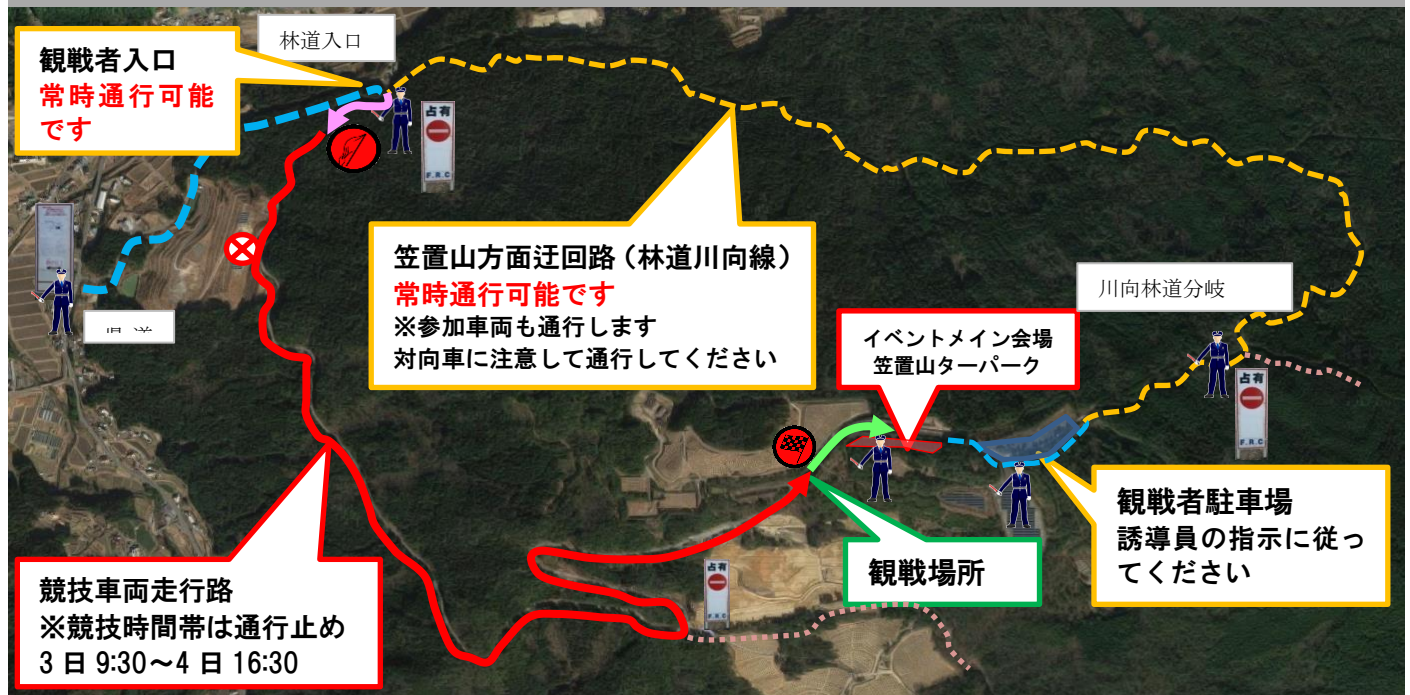 林道入口
観戦者入口
常時通行可能
です
占有
F.R.C
笠置山方面迂回路（林道川向線）
常時通行可能です
※参加車両も通行します
対向車に注意して通行してください
川向林道分岐
イベントメイン会場
笠置山ターパーク
占有
F.R.C
観戦者駐車場
誘導員の指示に従っ
てください
観戦場所
占有
競技車両走行路
※競技時間帯は通行止め
3 日 9:30～4 日 16:30